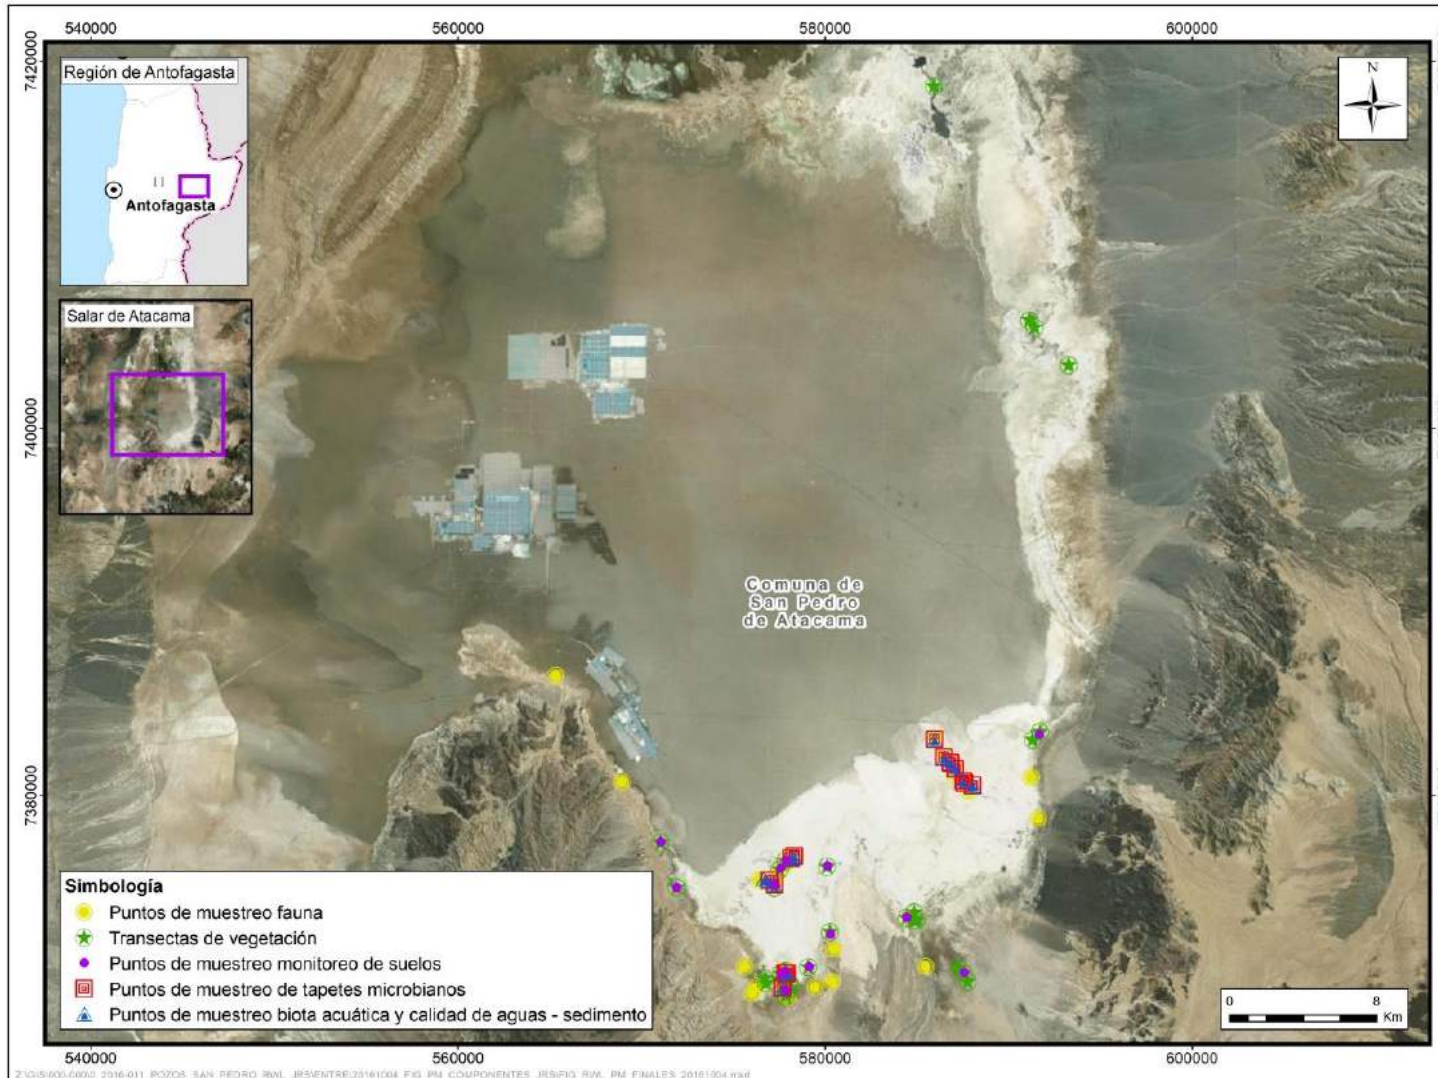 540000 560000 580000 600000
7420000
Región de Antofagasta
N
11
Antofagasta
Salar de Atacama
7400000
Comuna de
San Pedro
de Atacama
7380000
Simbología
Puntos de muestreo fauna
Transectas de vegetación
Puntos de muestreo monitoreo de suelos
Puntos de muestreo de tapetes microbianos
Puntos de muestreo biota acuática y calidad de aguas - sedimento
0 8
Km
540000 560000 580000 600000